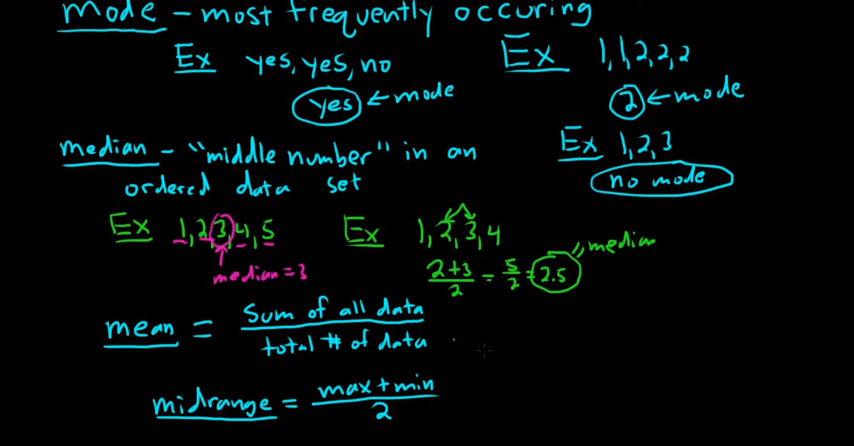 mode - most frequently occuring
Ex yes, yes, no
yes ← mode
Ex 1, 1, 2, 2, 2
2 ← mode
Ex 1, 2, 3
no mode
median - "middle number" in an
ordered data set
Ex 1, 2, 3, 4, 5
median = 3
Ex 1, 2, 3, 4
2+3/2 = 5/2 = 2.5
median
mean = sum of all data / total # of data
midrange = max + min / 2